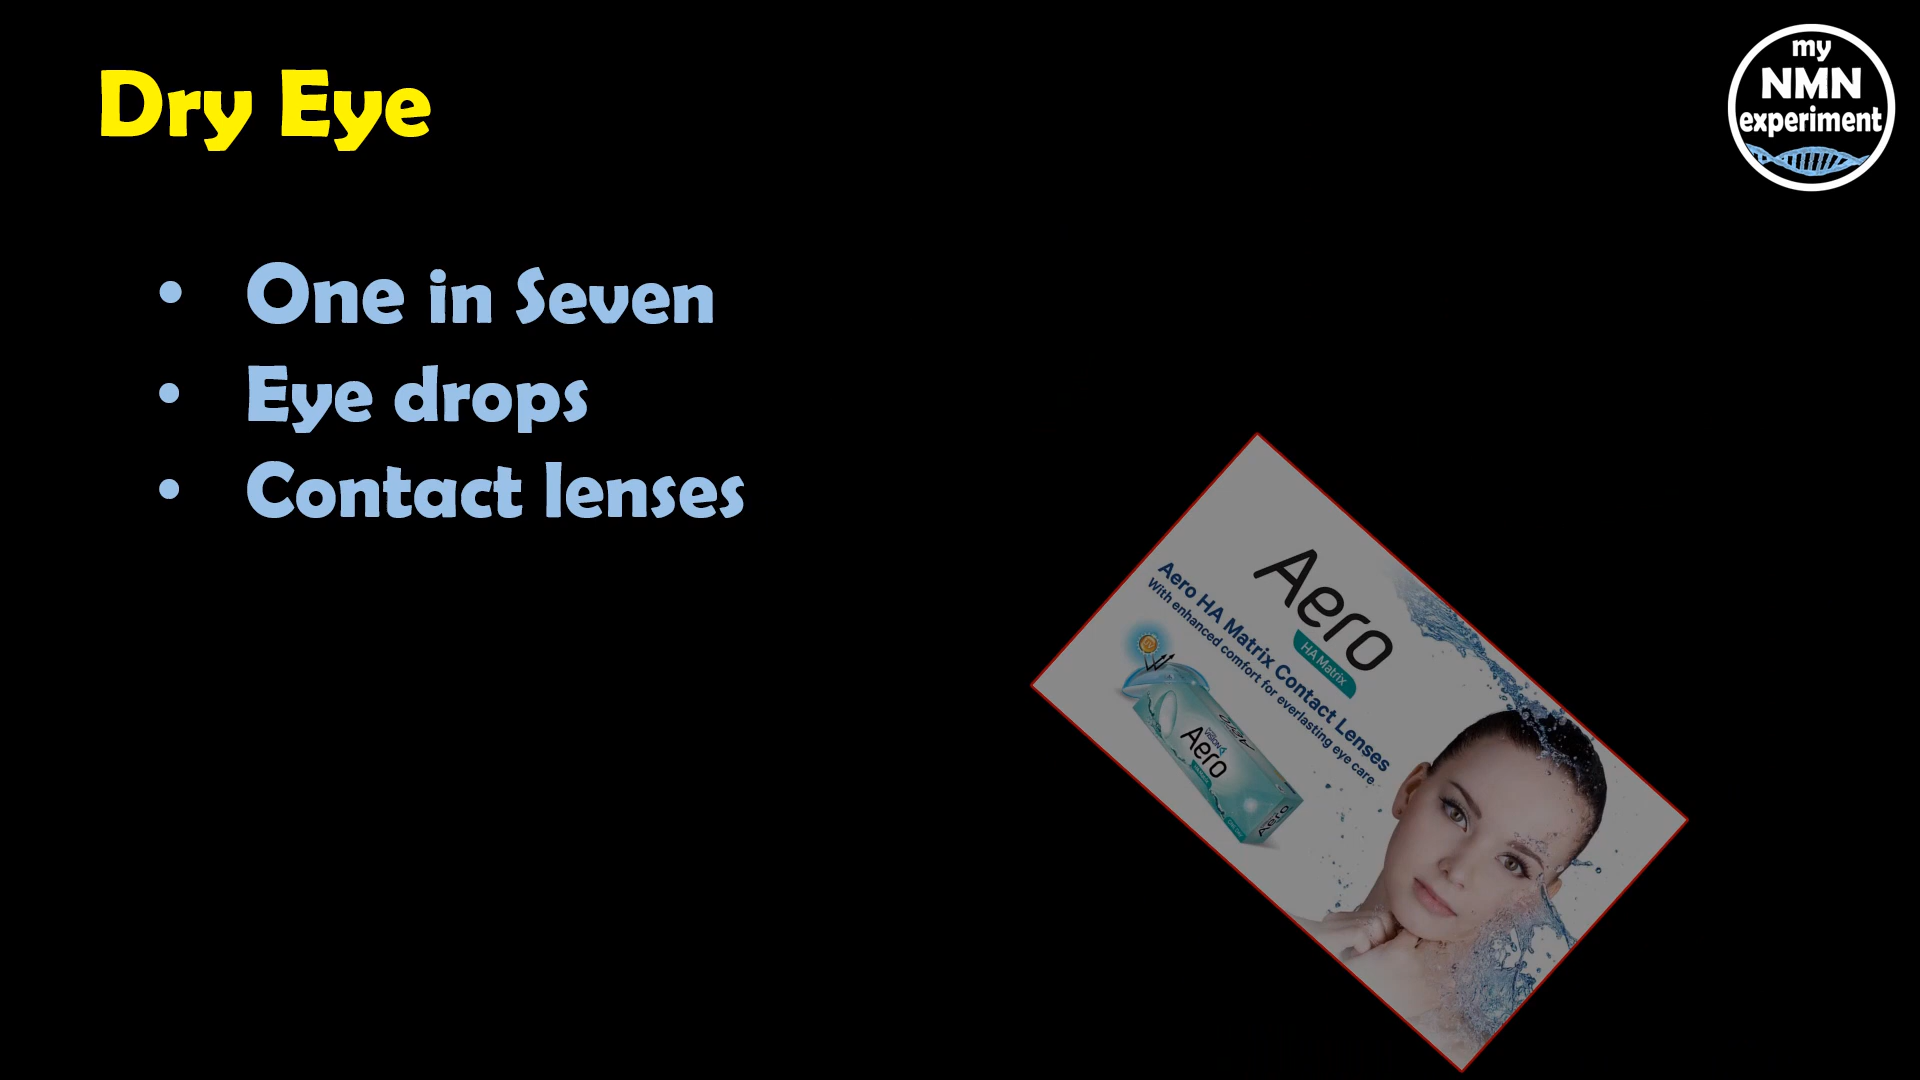 Dry Eye
my
NMN
experiment
• One in Seven
• Eye drops
• Contact lenses
Aero
HA Matrix
Aero HA Matrix Contact Lenses
With enhanced comfort for everlasting eye care
Aero
Aero